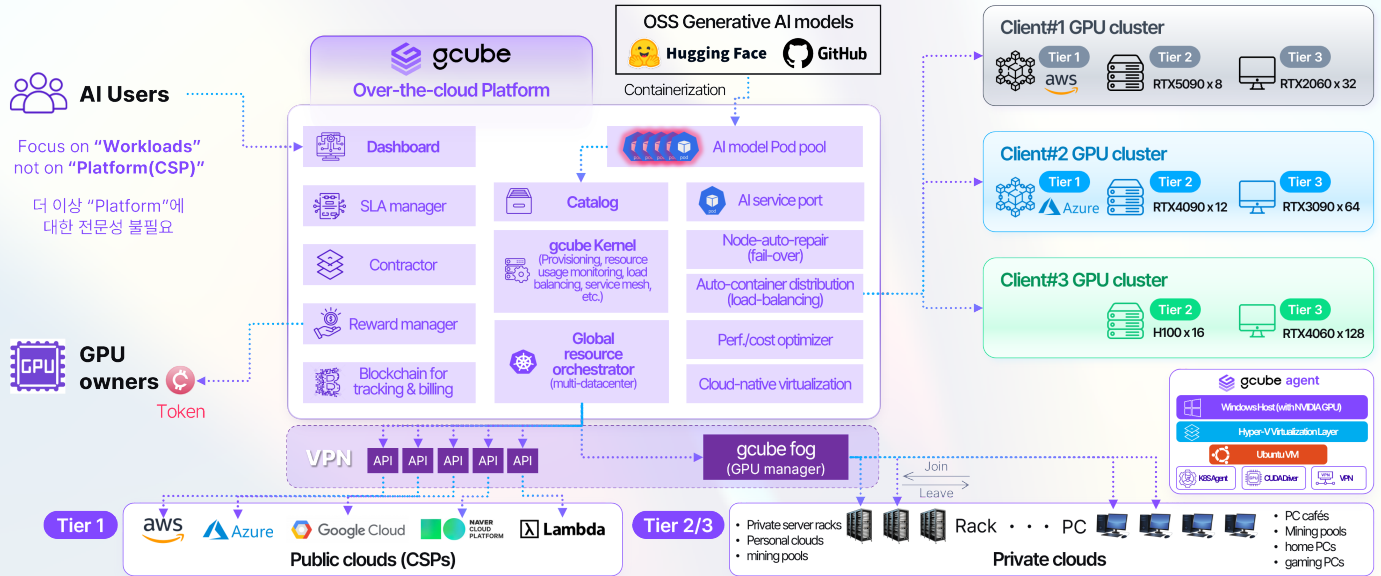 OSS Generative AI models
Hugging Face
GitHub
Containerization
gcube
Over-the-cloud Platform
AI Users
Focus on “Workloads”
not on “Platform(CSP)”
더 이상 “Platform”에
대한 전문성 불필요
GPU
GPU
owners
Token
Dashboard
SLA manager
Contractor
Reward manager
Blockchain for
tracking & billing
AI model Pod pool
Catalog
gcube Kernel
(Provisioning, resource
usage monitoring, load
balancing, service mesh,
etc.)
Global
resource
orchestrator
(multi-datacenter)
pod
AI service port
Node-auto-repair
(fail-over)
Auto-container distribution
(load-balancing)
Perf./cost optimizer
Cloud-native virtualization
VPN
API
API
API
API
API
gcube fog
(GPU manager)
Join
Leave
Tier 1
aws
Azure
Google Cloud
NAVER
CLOUD
PLATFORM
Lambda
Public clouds (CSPs)
Tier 2/3
• Private server racks
• Personal clouds
• mining pools
Rack · · · PC
Private clouds
• PC cafés
• Mining pools
• home PCs
• gaming PCs
Client#1 GPU cluster
Tier 1
aws
Tier 2
RTX5090 x 8
Tier 3
RTX2060 x 32
Client#2 GPU cluster
Tier 1
Azure
Tier 2
RTX4090 x 12
Tier 3
RTX3090 x 64
Client#3 GPU cluster
Tier 2
H100 x 16
Tier 3
RTX4060 x 128
gcube agent
Windows Host (with NVIDIA GPU)
Hyper-V Virtualization Layer
Ubuntu VM
K8S Agent
CUDA Driver
VPN